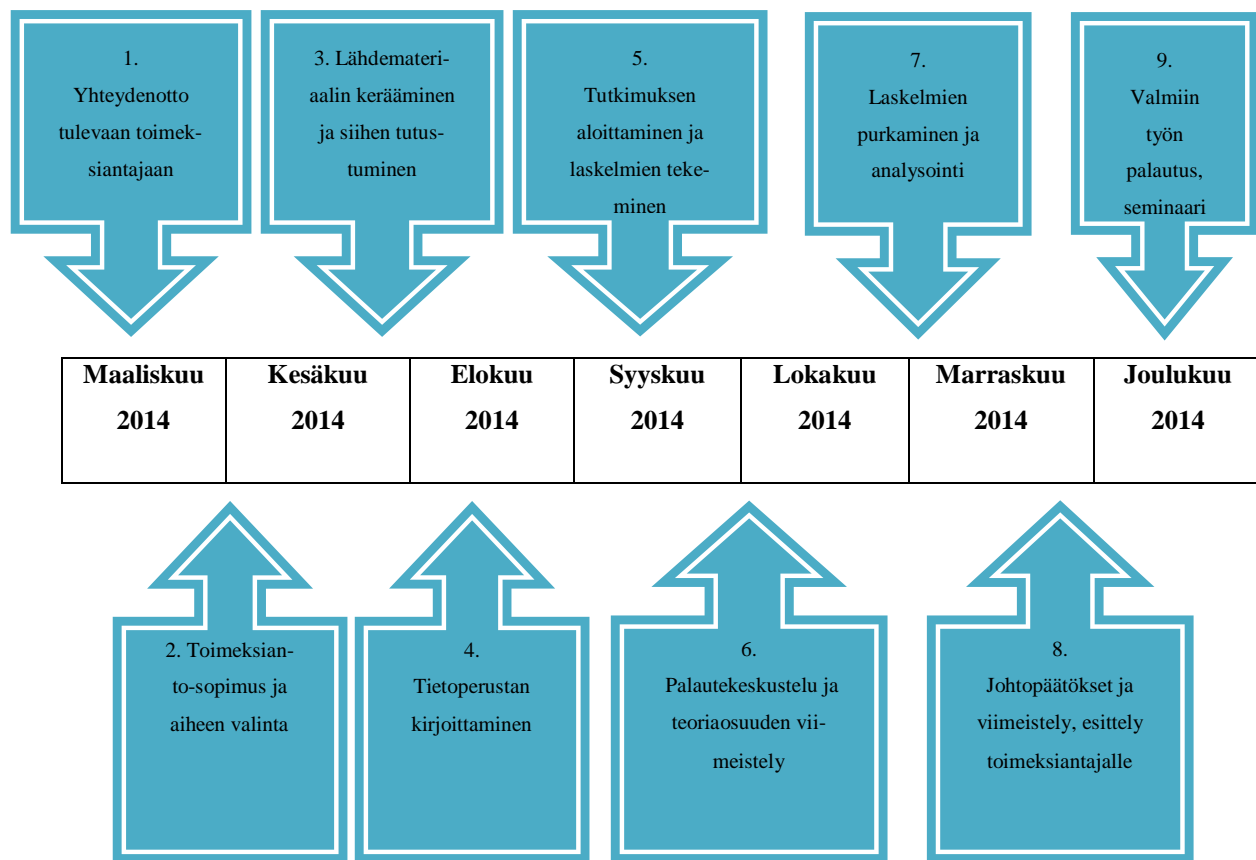 1.
Yhteydenotto
tulevaan toimek-
siantajaan
3. Lähdemateri-
aalin kerääminen
ja siihen tutus-
tuminen
5.
Tutkimuksen
aloittaminen ja
laskelmien teke-
minen
7.
Laskelmien
purkaminen ja
analysointi
9.
Valmiin
työn
palautus,
seminaari
Maaliskuu Kesäkuu Elokuu Syyskuu Lokakuu Marraskuu Joulukuu
2014 2014 2014 2014 2014 2014 2014
2. Toimeksian-
to-sopimus ja
aiheen valinta
4.
Tietoperustan
kirjoittaminen
6.
Palautekeskustelu ja
teoriaosuuden vii-
meistely
8.
Johtopäätökset ja
viimeistely, esittely
toimeksiantajalle